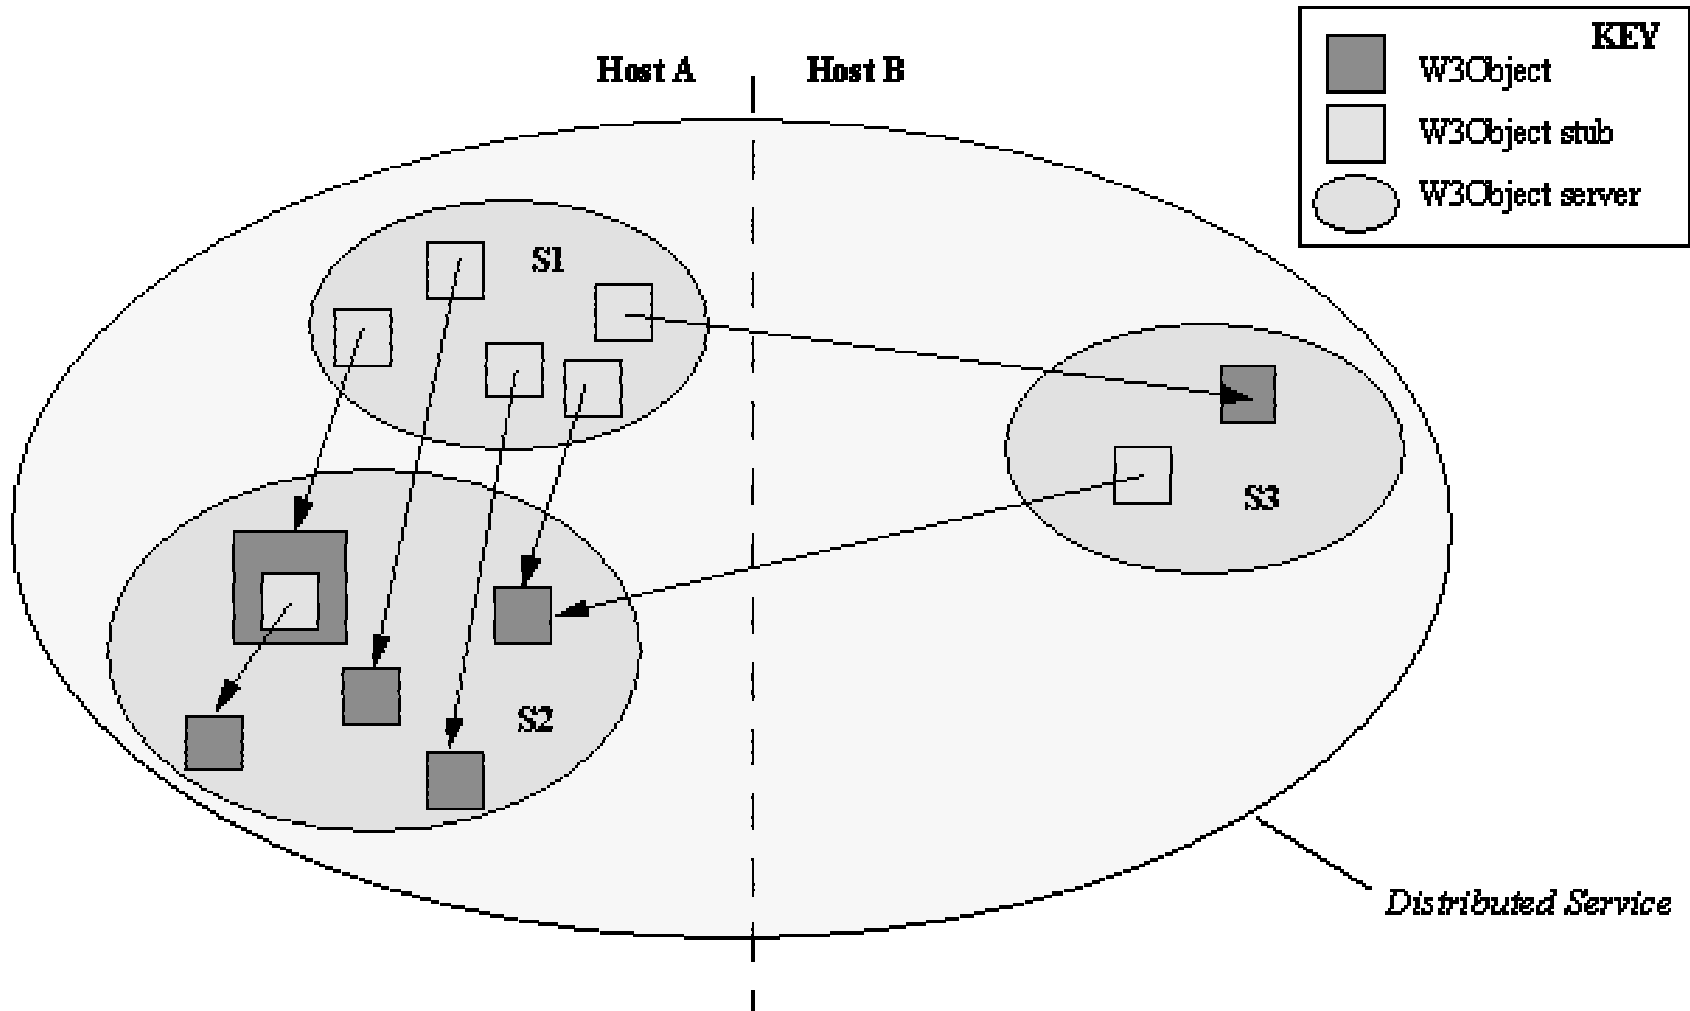 Host A
Host B
KEY
W3Object
W3Object stub
W3Object server
S1
S3
S2
Distributed Service